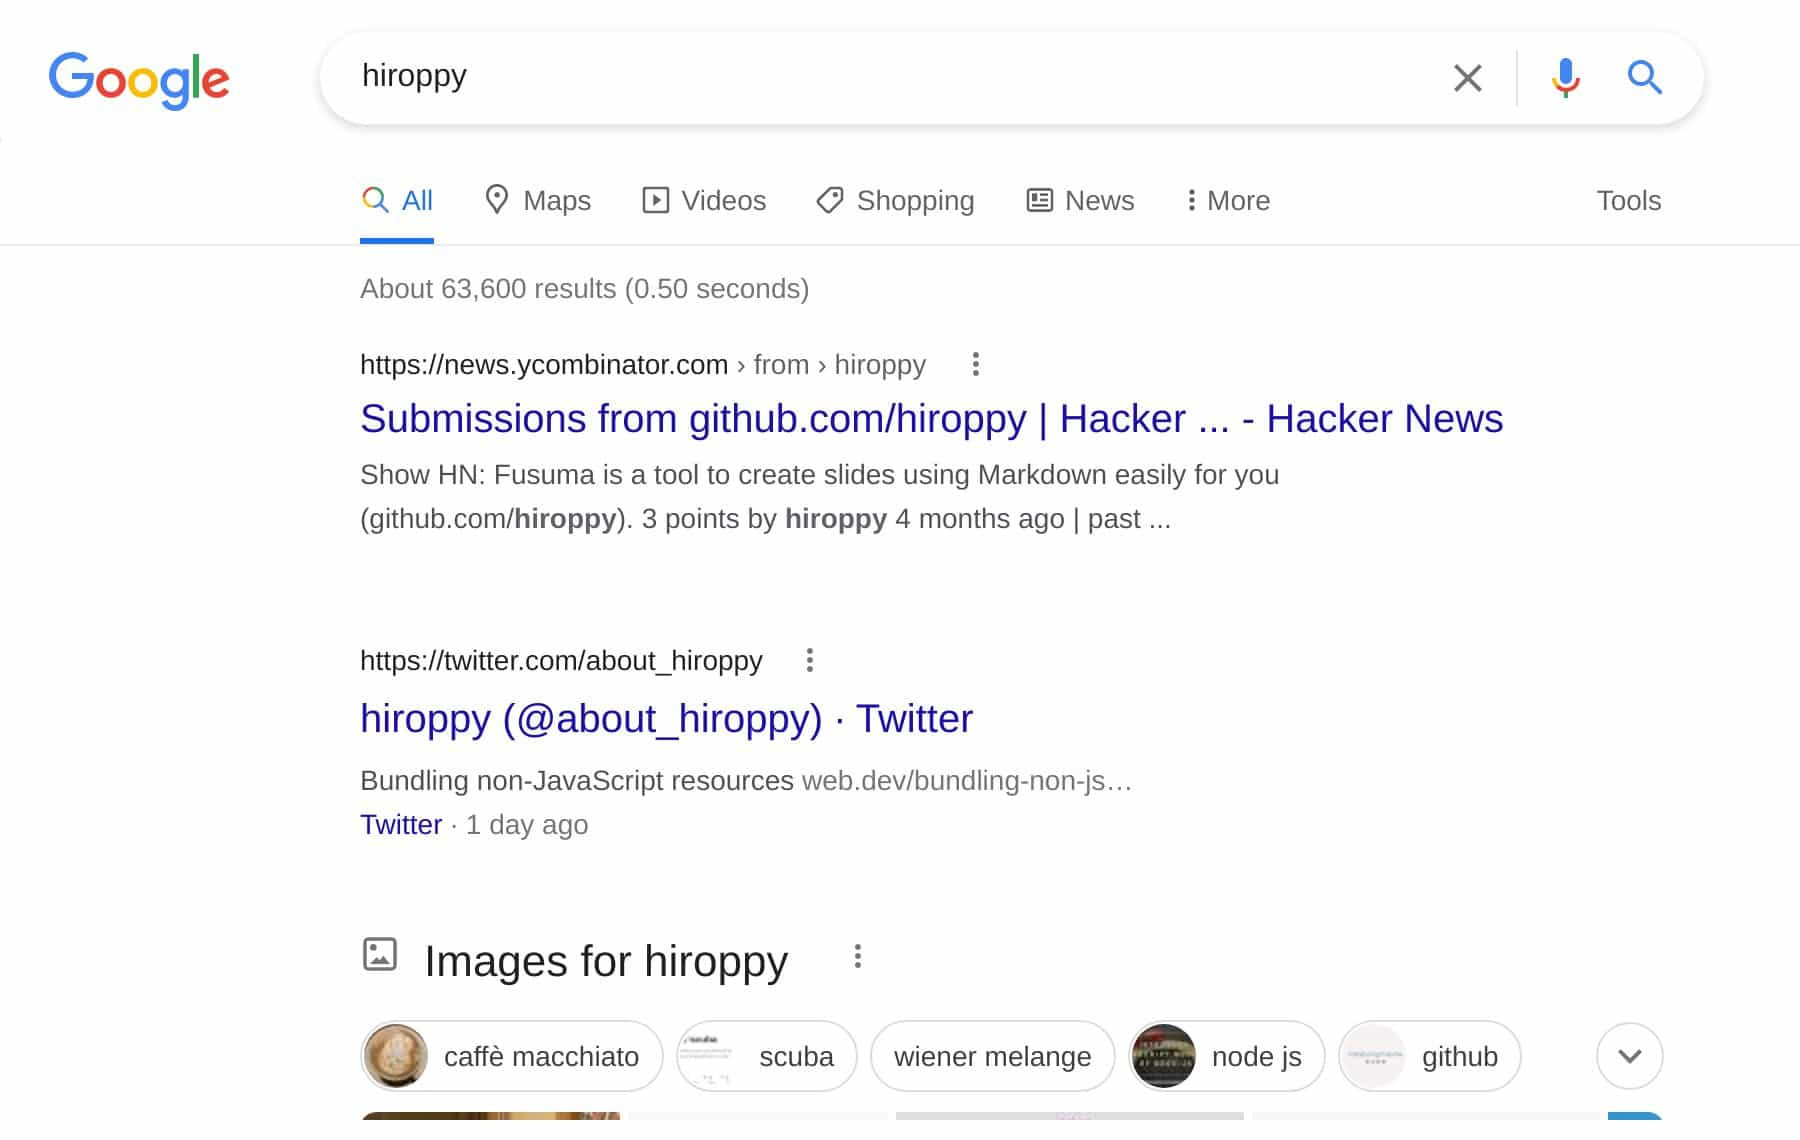 Google
hiroppy
All Maps Videos Shopping News More Tools
About 63,600 results (0.50 seconds)
https://news.ycombinator.com › from › hiroppy
Submissions from github.com/hiroppy | Hacker ... - Hacker News
Show HN: Fusuma is a tool to create slides using Markdown easily for you
(github.com/hiroppy). 3 points by hiroppy 4 months ago | past ...
https://twitter.com/about_hiroppy
hiroppy (@about_hiroppy) · Twitter
Bundling non-JavaScript resources web.dev/bundling-non-js…
Twitter · 1 day ago
Images for hiroppy
caffè macchiato scuba wiener melange node js github